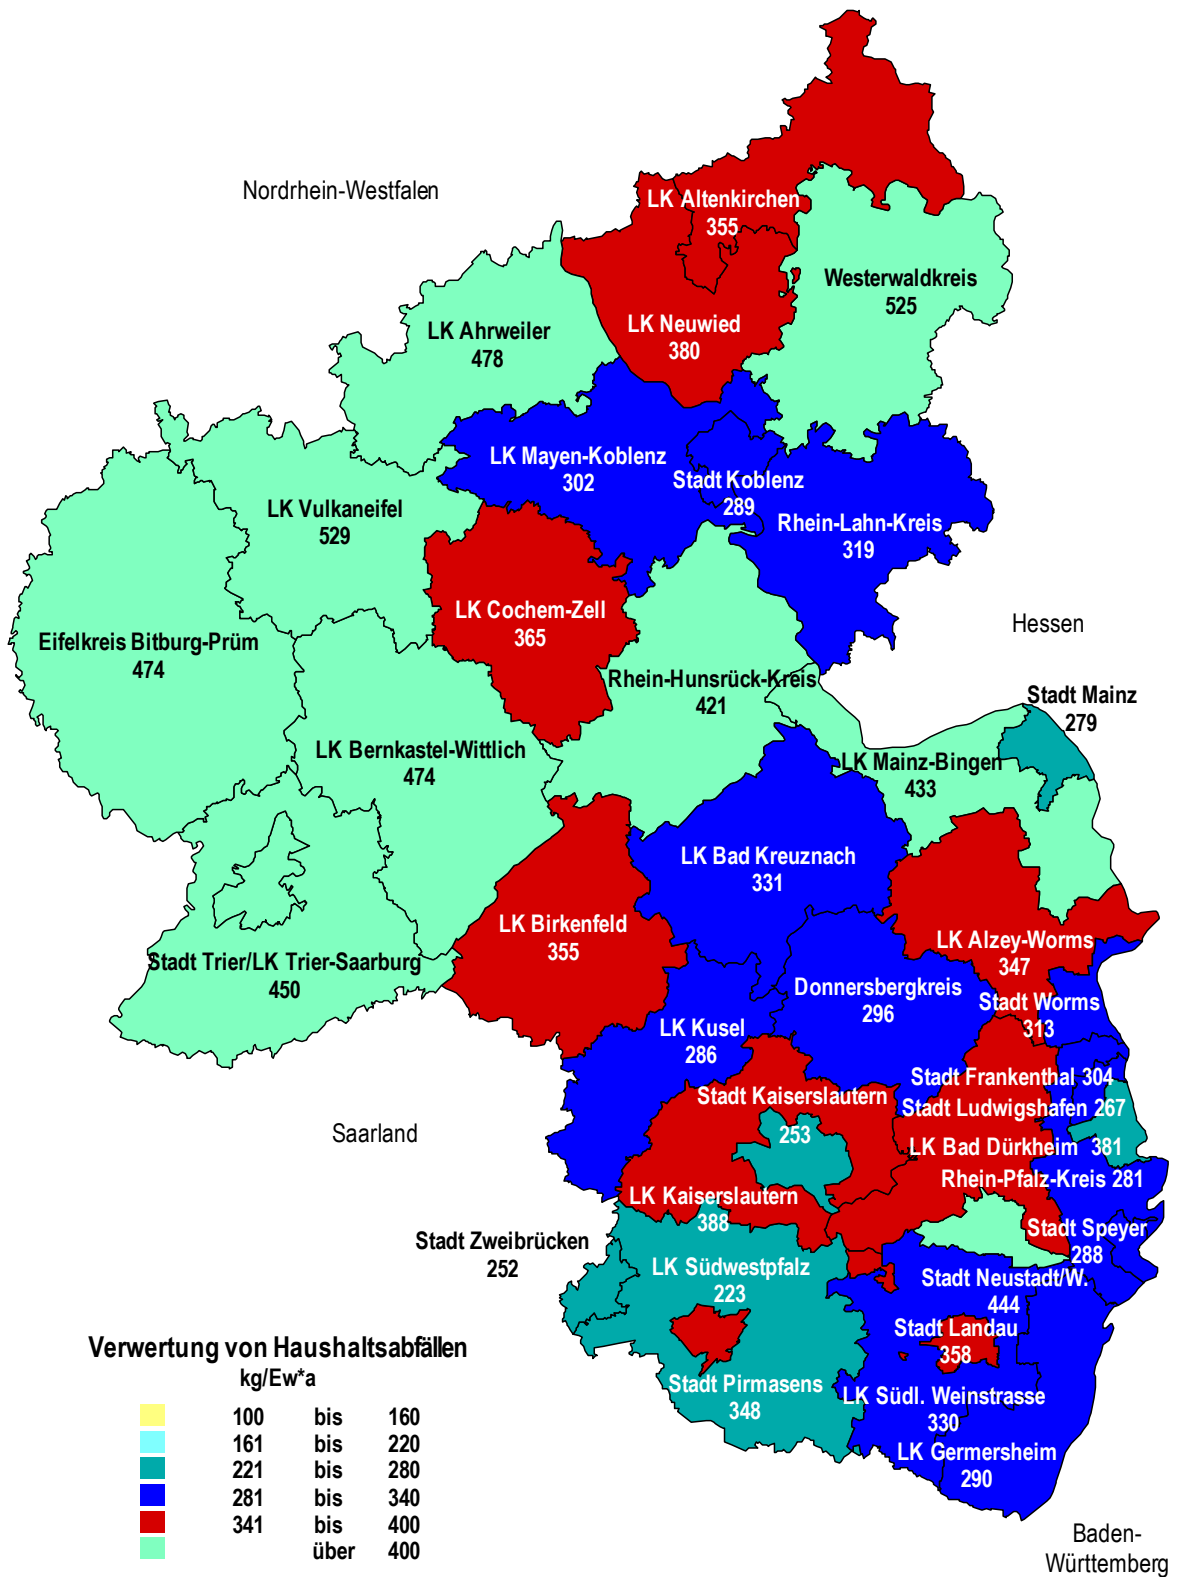 Nordrhein-Westfalen
LK Altenkirchen
355
Westerwaldkreis
525
LK Ahrweiler
478
LK Neuwied
380
LK Mayen-Koblenz
302
Stadt Koblenz
289
LK Vulkaneifel
529
Rhein-Lahn-Kreis
319
LK Cochem-Zell
365
Eifelkreis Bitburg-Prüm
474
Hessen
Rhein-Hunsrück-Kreis
421
Stadt Mainz
279
LK Bernkastel-Wittlich
474
LK Mainz-Bingen
433
LK Bad Kreuznach
331
LK Birkenfeld
355
LK Alzey-Worms
347
Stadt Trier/LK Trier-Saarburg
450
Donnersbergkreis
296
Stadt Worms
313
LK Kusel
286
Stadt Frankenthal 304
Stadt Kaiserslautern
253
Stadt Ludwigshafen 267
Saarland
LK Bad Dürkheim 381
Rhein-Pfalz-Kreis 281
LK Kaiserslautern
388
Stadt Speyer
288
Stadt Zweibrücken
252
LK Südwestpfalz
223
Stadt Neustadt/W.
444
Stadt Landau
358
Stadt Pirmasens
348
LK Südl. Weinstrasse
330
LK Germersheim
290
Verwertung von Haushaltsabfällen
kg/Ew*a
100 bis 160
161 bis 220
221 bis 280
281 bis 340
341 bis 400
über 400
Baden-
Württemberg